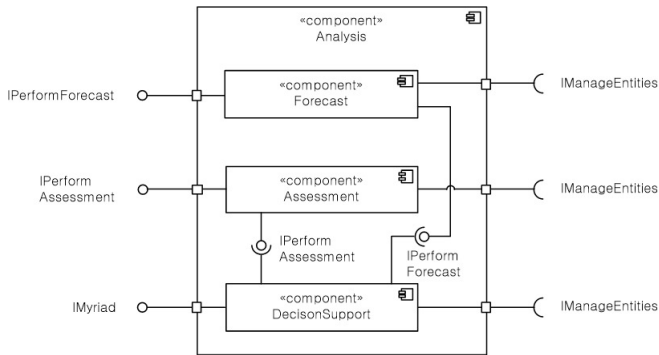 «component»
Analysis
IPerformForecast
«component»
Forecast
IManageEntities
IPerform
Assessment
«component»
Assessment
IManageEntities
IPerform
Assessment
IPerform
Forecast
IMyriad
«component»
DecisonSupport
IManageEntities